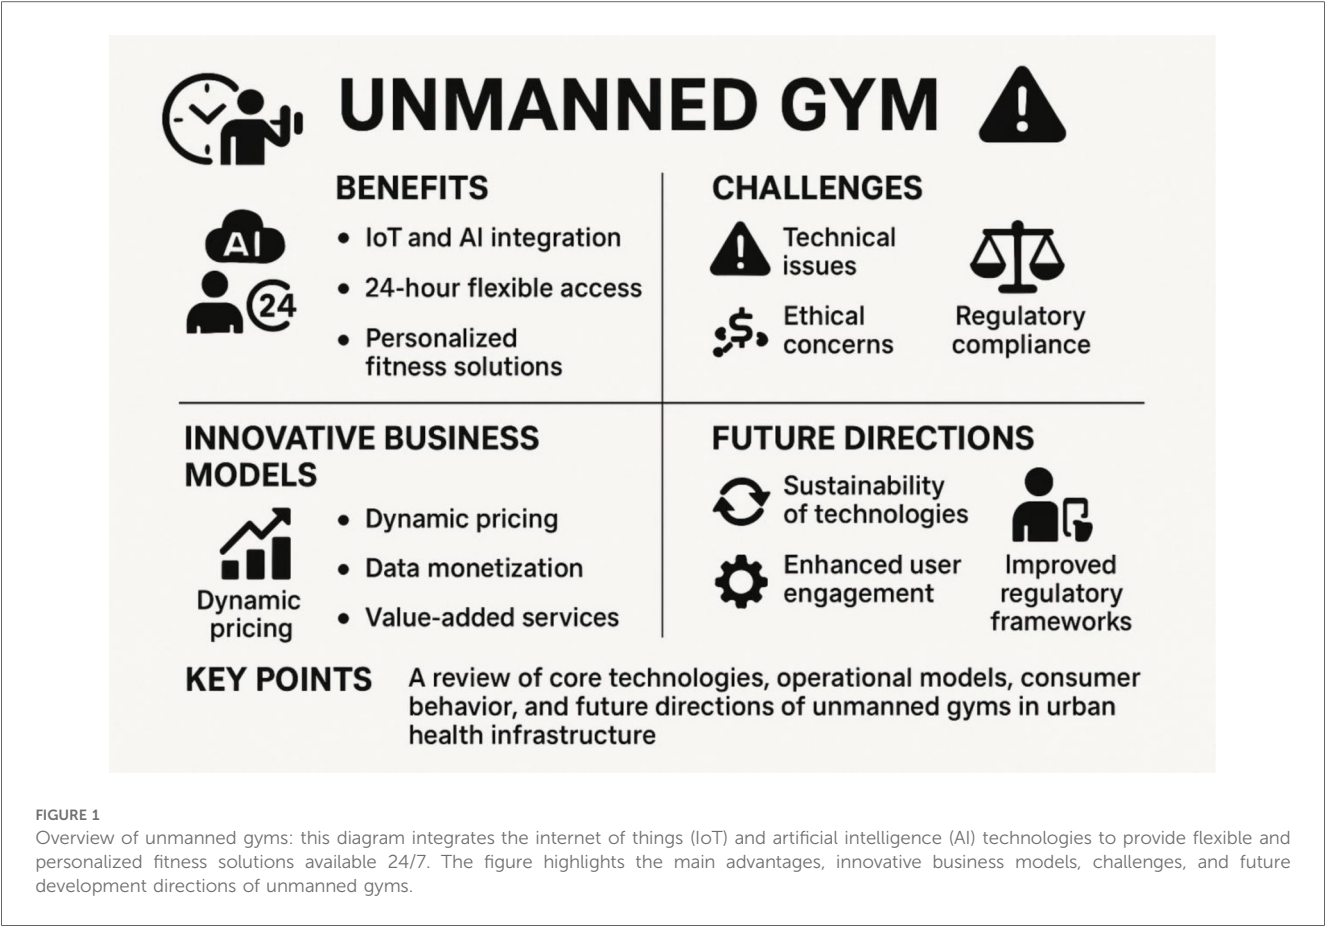 UNMANNED GYM
BENEFITS
AI
24
• IoT and AI integration
• 24-hour flexible access
• Personalized
fitness solutions
CHALLENGES
Technical
issues
Ethical
concerns
Regulatory
compliance
INNOVATIVE BUSINESS
MODELS
Dynamic
pricing
• Dynamic pricing
• Data monetization
• Value-added services
FUTURE DIRECTIONS
Sustainability
of technologies
Enhanced user
engagement
Improved
regulatory
frameworks
KEY POINTS
A review of core technologies, operational models, consumer
behavior, and future directions of unmanned gyms in urban
health infrastructure
FIGURE 1
Overview of unmanned gyms: this diagram integrates the internet of things (IoT) and artificial intelligence (AI) technologies to provide flexible and
personalized fitness solutions available 24/7. The figure highlights the main advantages, innovative business models, challenges, and future
development directions of unmanned gyms.